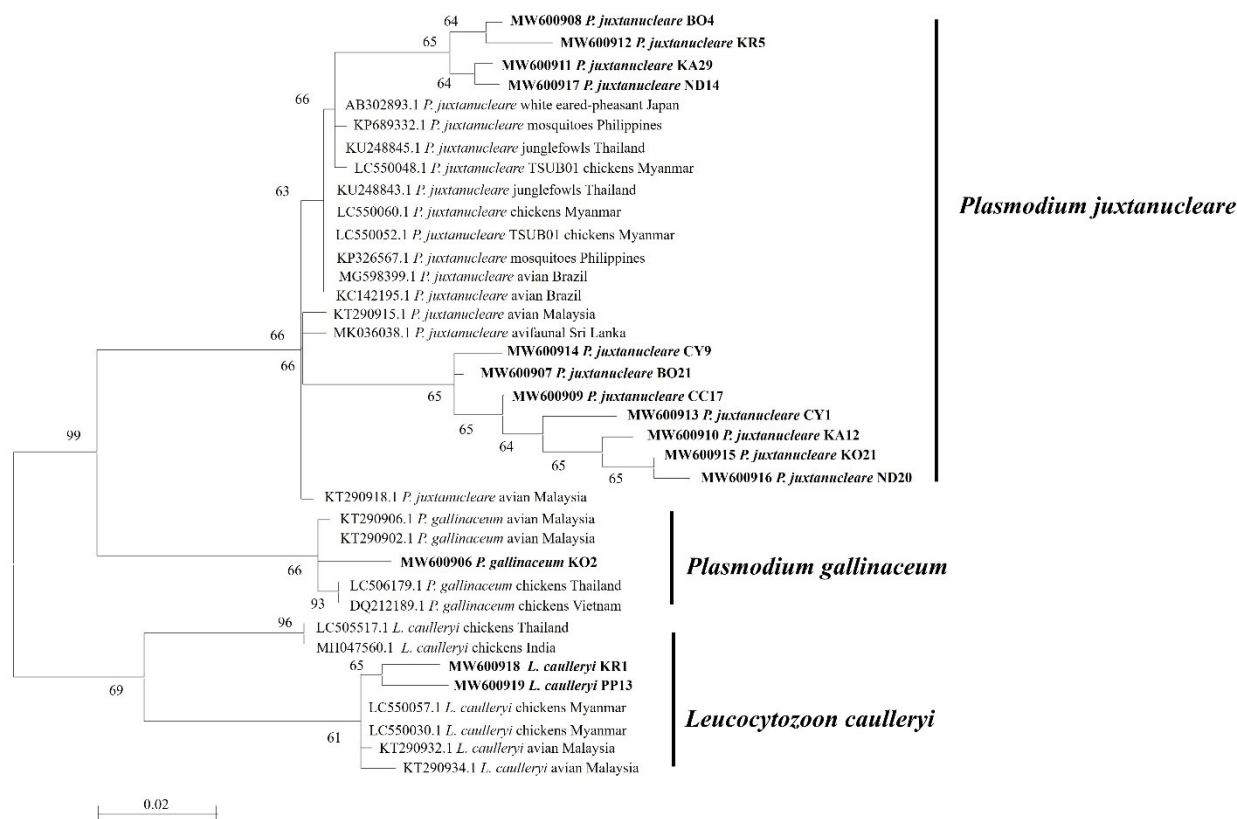 64
MW600908 P. juxtanucleare BO4
65
MW600912 P. juxtanucleare KR5
MW600911 P. juxtanucleare KA29
64
MW600917 P. juxtanucleare ND14
66
AB302893.1 P. juxtanucleare white eared-pheasant Japan
KP689332.1 P. juxtanucleare mosquitoes Philippines
KU248845.1 P. juxtanucleare junglefowls Thailand
LC550048.1 P. juxtanucleare TSUB01 chickens Myanmar
63
KU248843.1 P. juxtanucleare junglefowls Thailand
LC550060.1 P. juxtanucleare chickens Myanmar
LC550052.1 P. juxtanucleare TSUB01 chickens Myanmar
KP326567.1 P. juxtanucleare mosquitoes Philippines
MG598399.1 P. juxtanucleare avian Brazil
KC142195.1 P. juxtanucleare avian Brazil
KT290915.1 P. juxtanucleare avian Malaysia
66
MK036038.1 P. juxtanucleare avifaunal Sri Lanka
66
MW600914 P. juxtanucleare CY9
MW600907 P. juxtanucleare BO21
65
MW600909 P. juxtanucleare CC17
65
MW600913 P. juxtanucleare CY1
64
MW600910 P. juxtanucleare KA12
65
MW600915 P. juxtanucleare KO21
65
MW600916 P. juxtanucleare ND20
99
KT290918.1 P. juxtanucleare avian Malaysia
Plasmodium juxtanucleare
KT290906.1 P. gallinaceum avian Malaysia
KT290902.1 P. gallinaceum avian Malaysia
MW600906 P. gallinaceum KO2
66
LC506179.1 P. gallinaceum chickens Thailand
93
DQ212189.1 P. gallinaceum chickens Vietnam
Plasmodium gallinaceum
96
LC505517.1 L. caulleryi chickens Thailand
MH047560.1 L. caulleryi chickens India
65
MW600918 L. caulleryi KR1
69
MW600919 L. caulleryi PP13
LC550057.1 L. caulleryi chickens Myanmar
61
LC550030.1 L. caulleryi chickens Myanmar
KT290932.1 L. caulleryi avian Malaysia
KT290934.1 L. caulleryi avian Malaysia
Leucocytozoon caulleryi
0.02